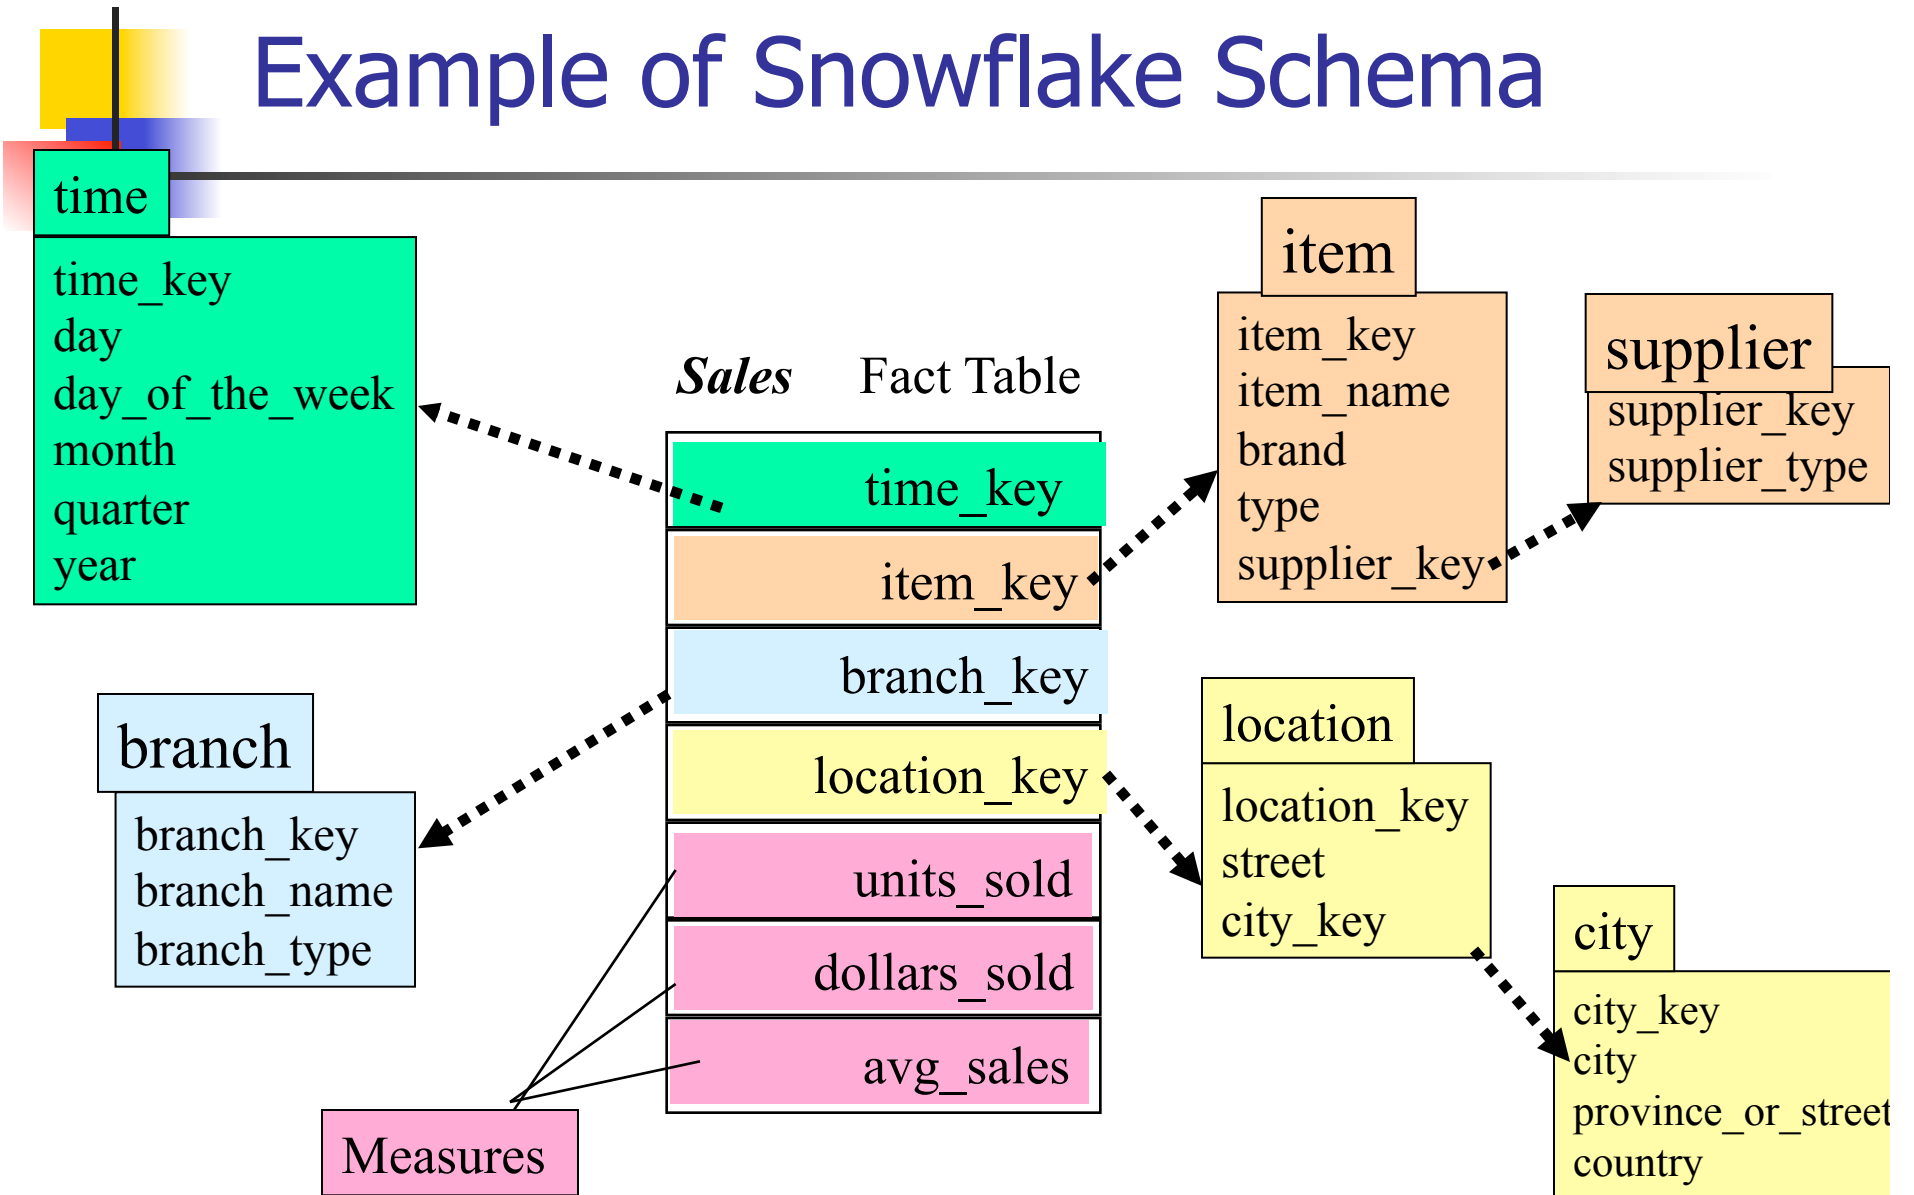 Example of Snowflake Schema
time
time_key
day
day_of_the_week
month
quarter
year
Sales Fact Table
time_key
item_key
branch_key
location_key
units_sold
dollars_sold
avg_sales
item
item_key
item_name
brand
type
supplier_key
supplier
supplier_key
supplier_type
branch
branch_key
branch_name
branch_type
location
location_key
street
city_key
city
city_key
city
province_or_street
country
Measures